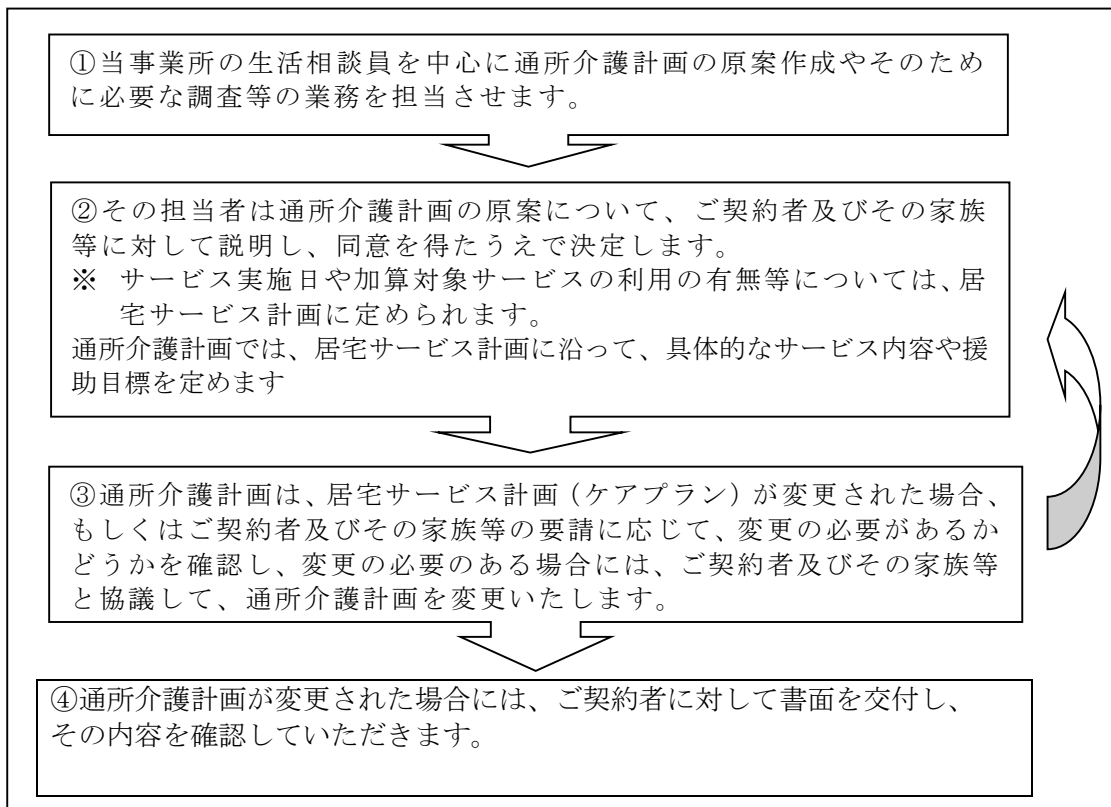 ①当事業所の生活相談員を中心に通所介護計画の原案作成やそのため
に必要な調査等の業務を担当させます。
②その担当者は通所介護計画の原案について、ご契約者及びその家族
等に対して説明し、同意を得たうえで決定します。
※　サービス実施日や加算対象サービスの利用の有無等については、居
宅サービス計画に定められます。
通所介護計画では、居宅サービス計画に沿って、具体的なサービス内容や援
助目標を定めます
③通所介護計画は、居宅サービス計画（ケアプラン）が変更された場合、
もしくはご契約者及びその家族等の要請に応じて、変更の必要があるか
どうかを確認し、変更の必要のある場合には、ご契約者及びその家族等
と協議して、通所介護計画を変更いたします。
④通所介護計画が変更された場合には、ご契約者に対して書面を交付し、
その内容を確認していただきます。